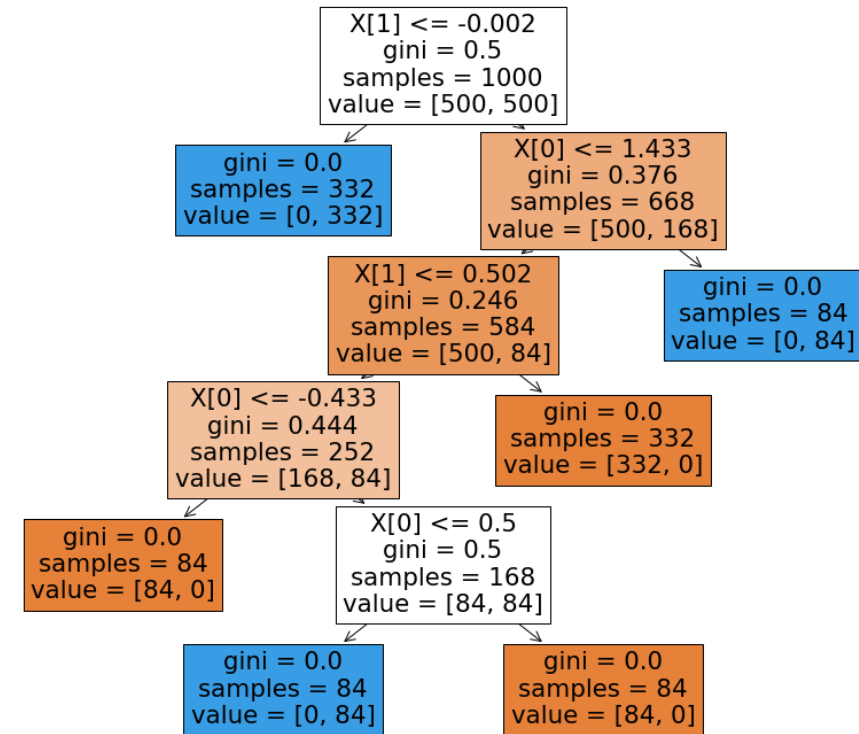 X[1] <= -0.002
gini = 0.5
samples = 1000
value = [500, 500]
gini = 0.0
samples = 332
value = [0, 332]
X[0] <= 1.433
gini = 0.376
samples = 668
value = [500, 168]
X[1] <= 0.502
gini = 0.246
samples = 584
value = [500, 84]
gini = 0.0
samples = 84
value = [0, 84]
X[0] <= -0.433
gini = 0.444
samples = 252
value = [168, 84]
gini = 0.0
samples = 332
value = [332, 0]
gini = 0.0
samples = 84
value = [84, 0]
X[0] <= 0.5
gini = 0.5
samples = 168
value = [84, 84]
gini = 0.0
samples = 84
value = [0, 84]
gini = 0.0
samples = 84
value = [84, 0]